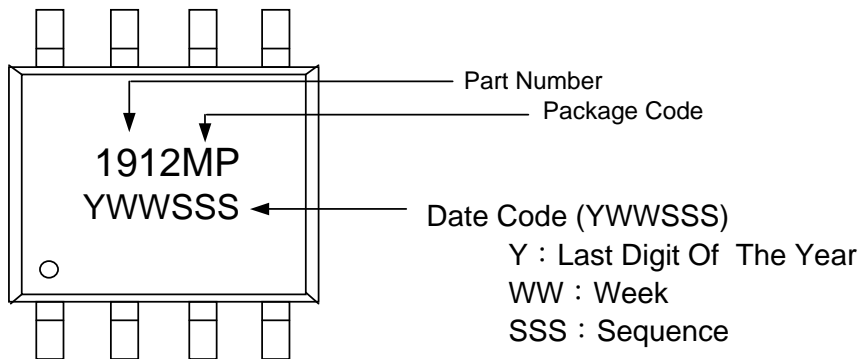 Part Number
Package Code
1912MP
YWWSSS
Date Code (YWWSSS)
Y：Last Digit Of The Year
WW：Week
SSS：Sequence